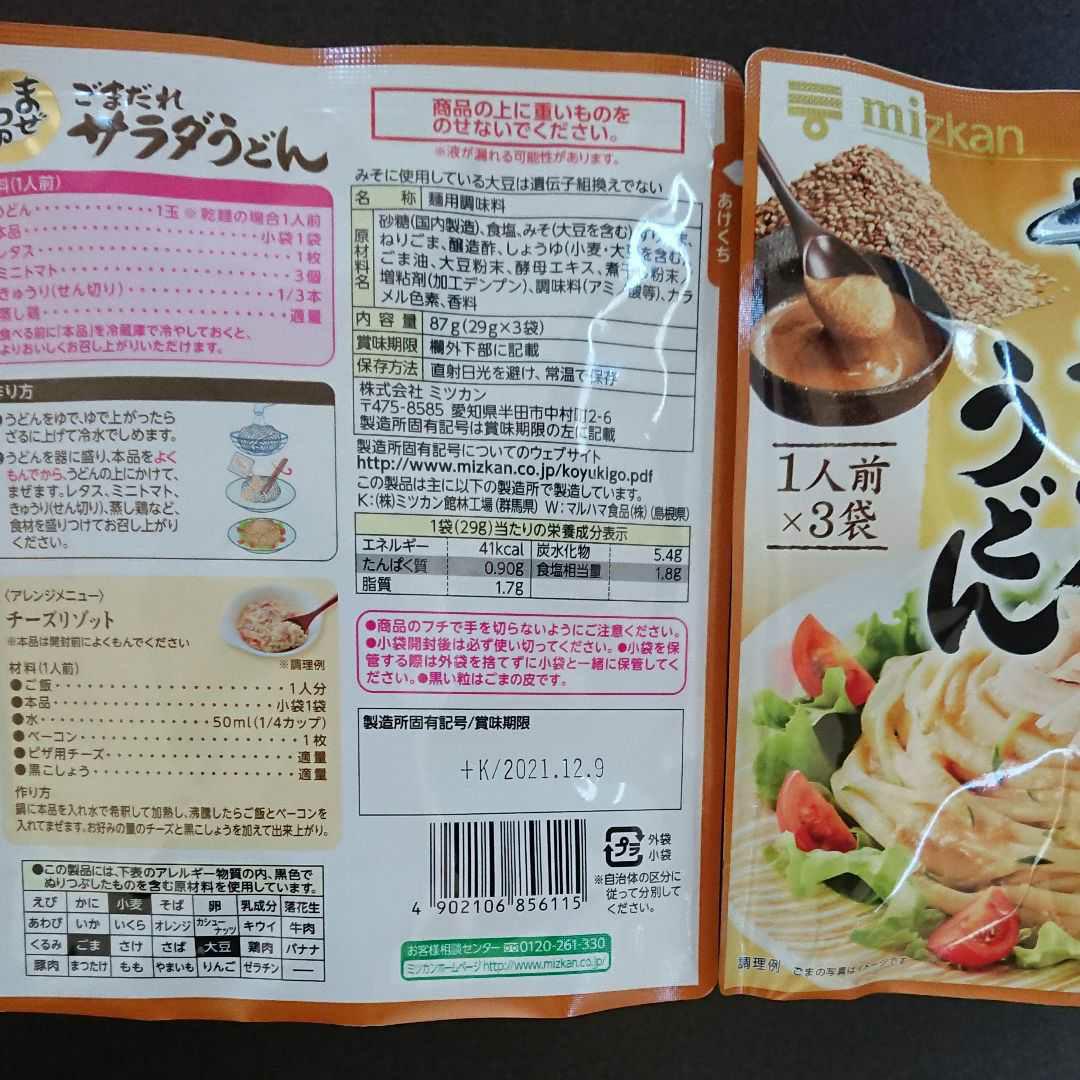 まぜ
つゆ
ごまだれ
サラダうどん
料(1人前)
うどん・・・・・・・・・・1玉 ※乾麺の場合1人前
本品・・・・・・・・・・小袋1袋
レタス・・・・・・・・・・1枚
ミニトマト・・・・・・・・・・3個
きゅうり(せん切り)・・・・・・・・・・1/3本
蒸し鶏・・・・・・・・・・適量
食べる前に「本品」を冷蔵庫で冷やしておくと、
よりおいしくお召し上がりいただけます。
作り方
うどんをゆで、ゆで上がったら
ざるに上げて冷水でしめます。
うどんを器に盛り、本品をよく
もんでから、うどんの上にかけて、
まぜます。レタス、ミニトマト、
きゅうり(せん切り)、蒸し鶏など、
食材を盛りつけてお召し上がり
ください。
〈アレンジメニュー〉
チーズリゾット
※本品は開封前によくもんでください
※調理例
材料(1人前)
●ご飯・・・・・・・・・・1人分
●本品・・・・・・・・・・小袋1袋
●水・・・・・・・・・・50ml(1/4カップ)
●ベーコン・・・・・・・・・・1枚
●ピザ用チーズ・・・・・・・・・・適量
●黒こしょう・・・・・・・・・・適量
作り方
鍋に本品を入れ水で希釈して加熱し、沸騰したらご飯とベーコンを
入れてまぜます。お好みの量のチーズと黒こしょうを加えて出来上がり。
●この製品には、下表のアレルギー物質の内、黒色で
ぬりつぶしたものを含む原材料を使用しています。
えび かに 小麦 そば 卵 乳成分 落花生
あわび いか いくら オレンジ カシューナッツ キウイ 牛肉
くるみ ごま さけ さば 大豆 鶏肉 バナナ
豚肉 まつたけ もも やまいも りんご ゼラチン ―
商品の上に重いものを
のせないでください。
※液が漏れる可能性があります。
みそに使用している大豆は遺伝子組換えでない
名称 麺用調味料
原材料名 砂糖(国内製造)、食塩、みそ(大豆を含む)、
ねりごま、醸造酢、しょうゆ(小麦・大豆を含む)、
ごま油、大豆粉末、酵母エキス、煮干し粉末/
増粘剤(加工デンプン)、調味料(アミノ酸等)、カラ
メル色素、香料
内容量 87g(29g×3袋)
賞味期限 欄外下部に記載
保存方法 直射日光を避け、常温で保存
株式会社 ミツカン
〒475-8585 愛知県半田市中村町2-6
製造所固有記号は賞味期限の左に記載
製造所固有記号についてのウェブサイト
http://www.mizkan.co.jp/koyukigo.pdf
この製品は主に以下の製造所で製造しています。
K:(株)ミツカン館林工場(群馬県) W:マルハマ食品(株)(島根県)
1袋(29g)当たりの栄養成分表示
エネルギー 41kcal 炭水化物 5.4g
たんぱく質 0.90g 食塩相当量 1.8g
脂質 1.7g
●商品のフチで手を切らないようにご注意ください。
●小袋開封後は必ず使い切ってください。●小袋を保
管する際は外袋を捨てずに小袋と一緒に保管してくだ
さい。●黒い粒はごまの皮です。
製造所固有記号/賞味期限
+K/2021.12.9
4 902106 856115
プラ
外袋
小袋
※自治体の区分に
従って分別して
ください。
お客様相談センター 0120-261-330
ミツカンホームページ http://www.mizkan.co.jp/
あけくち
mizkan
うどん
1人前
×3袋
調理例 ごまの写真はイメージです